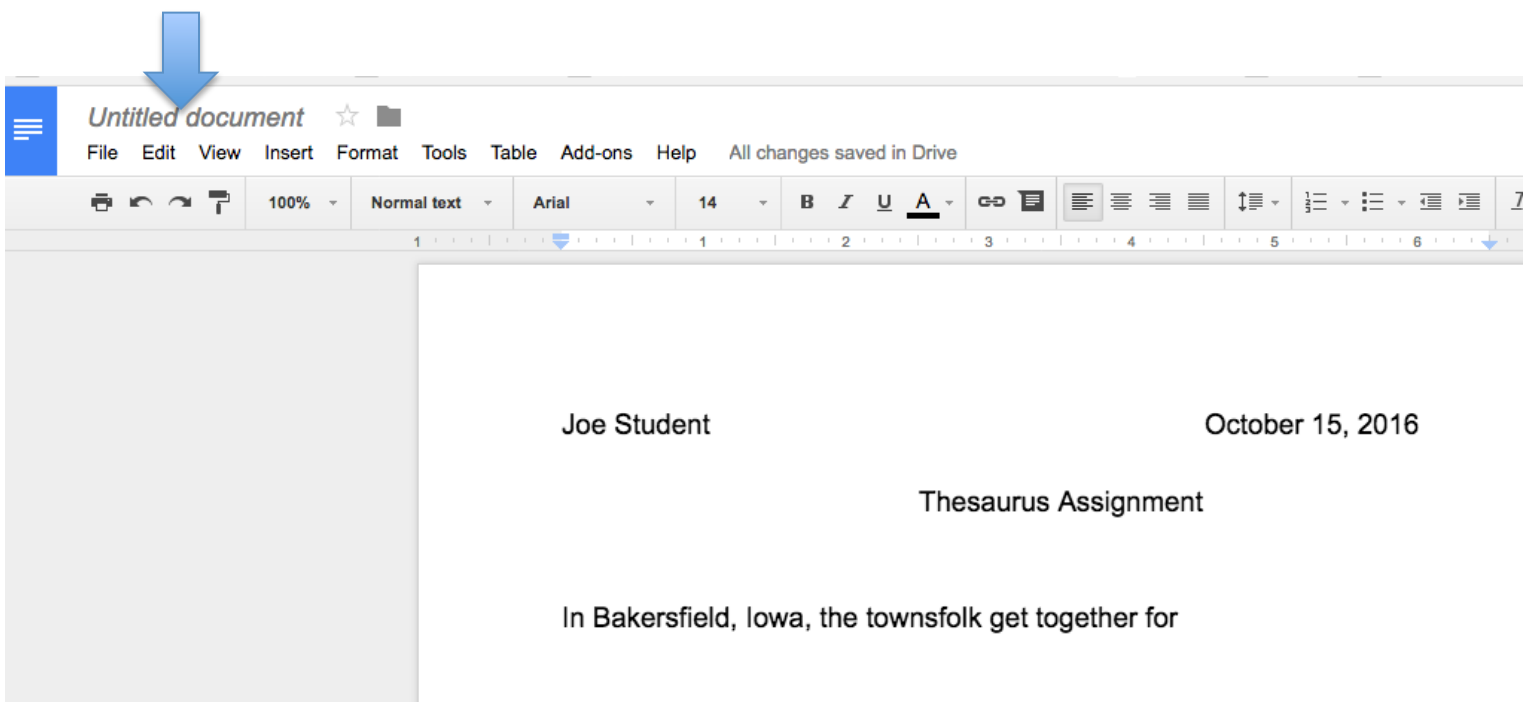 Untitled document
File Edit View Insert Format Tools Table Add-ons Help All changes saved in Drive
100% Normal text Arial 14 B I U A
1 1 2 3 4 5 6
Joe Student October 15, 2016
Thesaurus Assignment
In Bakersfield, Iowa, the townsfolk get together for